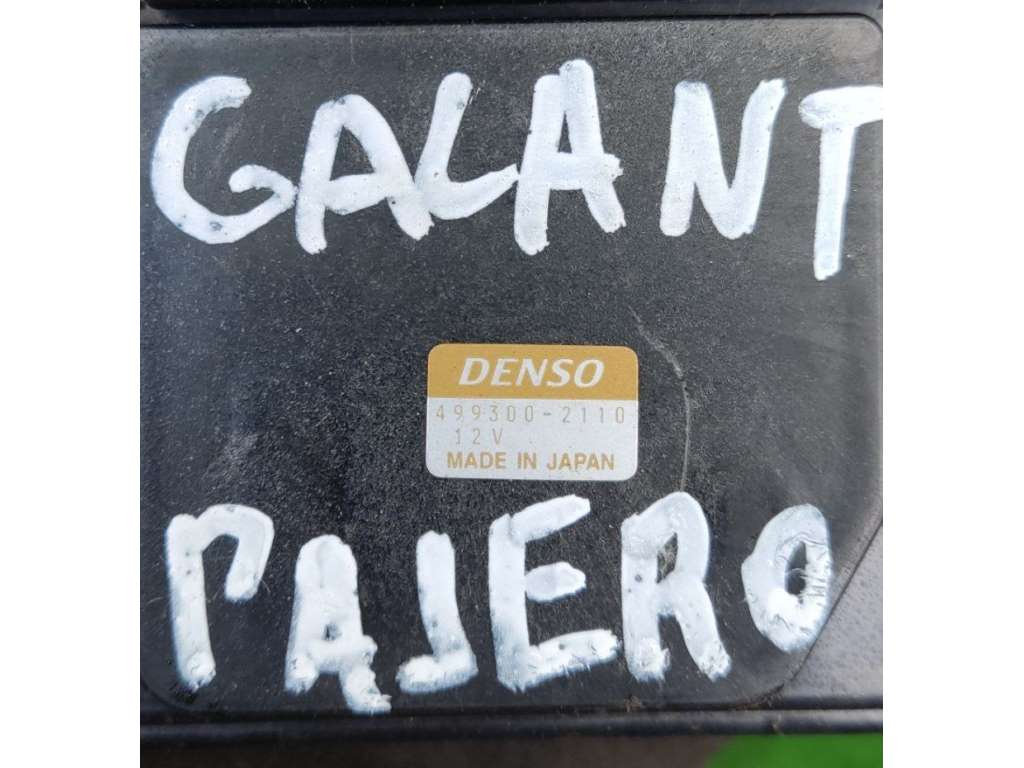 GALANT
DENSO
499300-2110
12V
MADE IN JAPAN
PAJERO